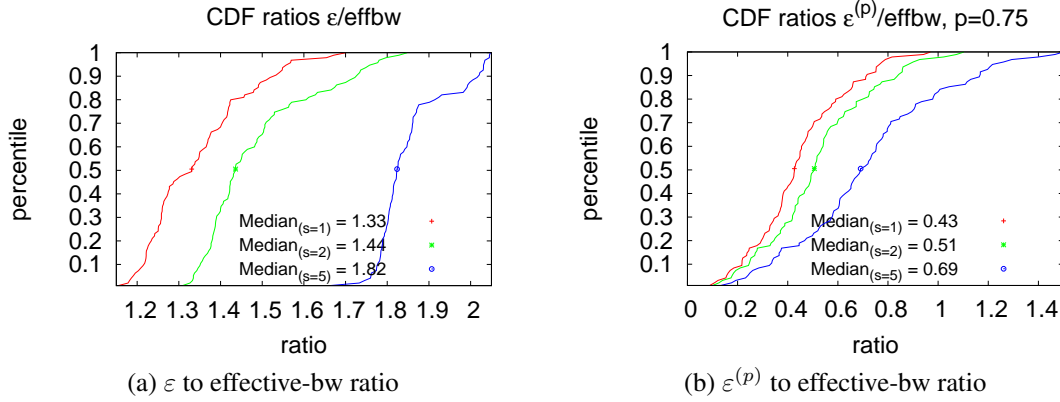 CDF ratios ε/effbw
percentile
1
0.9
0.8
0.7
0.6
0.5
0.4
0.3
0.2
0.1
Median(s=1) = 1.33
Median(s=2) = 1.44
Median(s=5) = 1.82
1.2 1.3 1.4 1.5 1.6 1.7 1.8 1.9 2
ratio
(a) ε to effective-bw ratio
CDF ratios ε^(p)/effbw, p=0.75
percentile
1
0.9
0.8
0.7
0.6
0.5
0.4
0.3
0.2
0.1
Median(s=1) = 0.43
Median(s=2) = 0.51
Median(s=5) = 0.69
0 0.2 0.4 0.6 0.8 1 1.2 1.4
ratio
(b) ε^(p) to effective-bw ratio